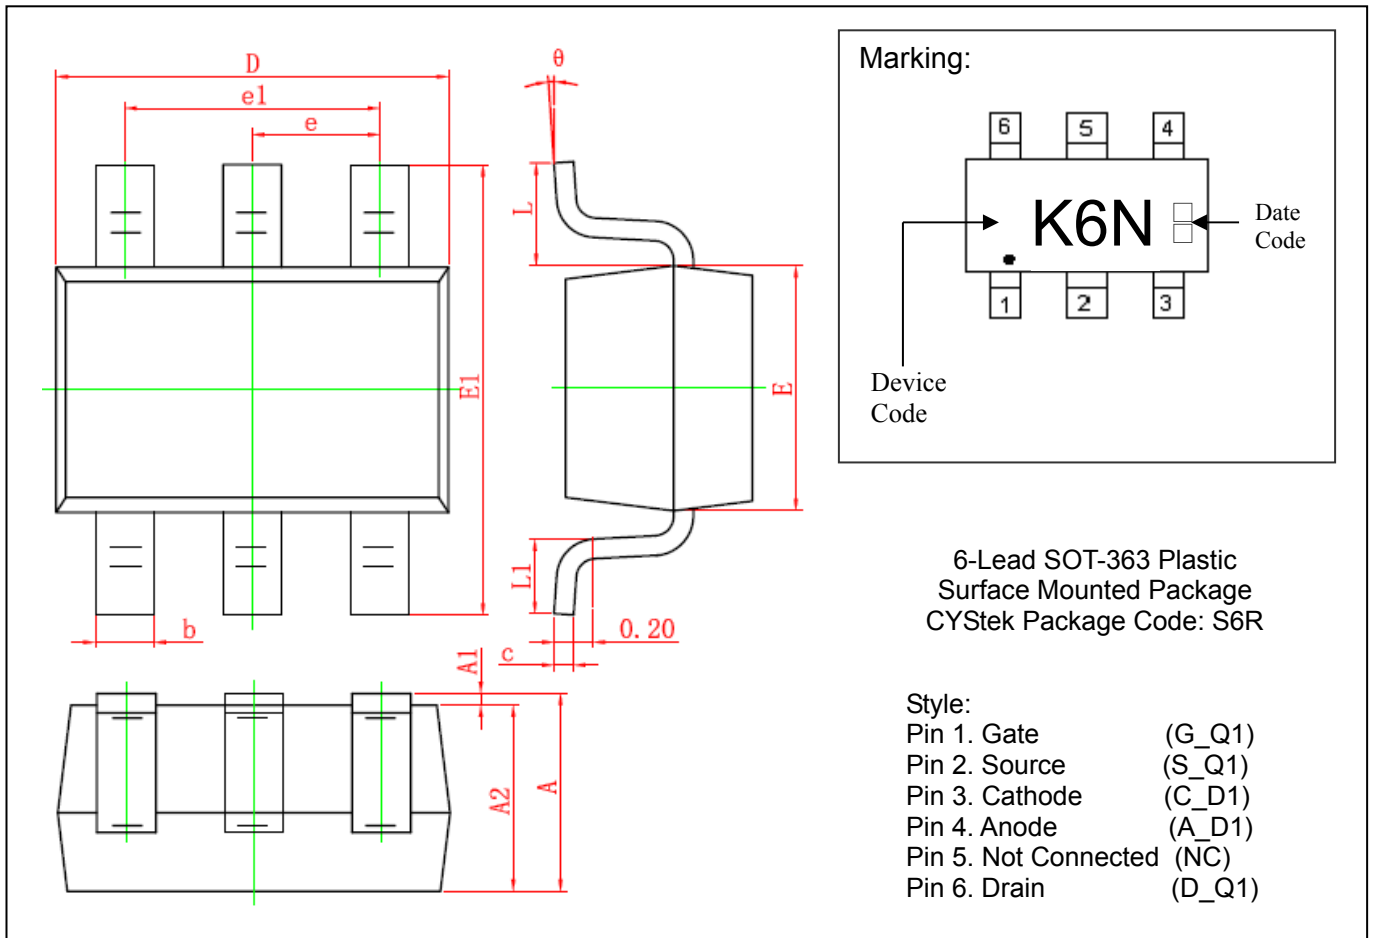 D
e1
e
E1
b
θ
L
E
L1
0.20
c
A1
A2
A
Marking:
6 5 4
K6N
Date
Code
1 2 3
Device
Code
6-Lead SOT-363 Plastic
Surface Mounted Package
CYStek Package Code: S6R
Style:
Pin 1. Gate (G_Q1)
Pin 2. Source (S_Q1)
Pin 3. Cathode (C_D1)
Pin 4. Anode (A_D1)
Pin 5. Not Connected (NC)
Pin 6. Drain (D_Q1)